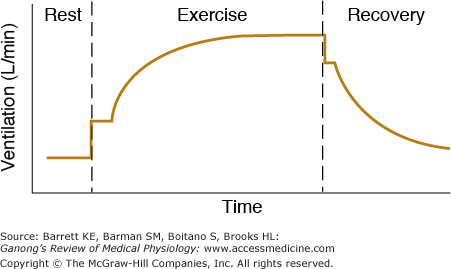 Rest
Exercise
Recovery
Ventilation (L/min)
Time
Source: Barrett KE, Barman SM, Boitano S, Brooks HL:
Ganong's Review of Medical Physiology: www.accessmedicine.com
Copyright © The McGraw-Hill Companies, Inc. All rights reserved.